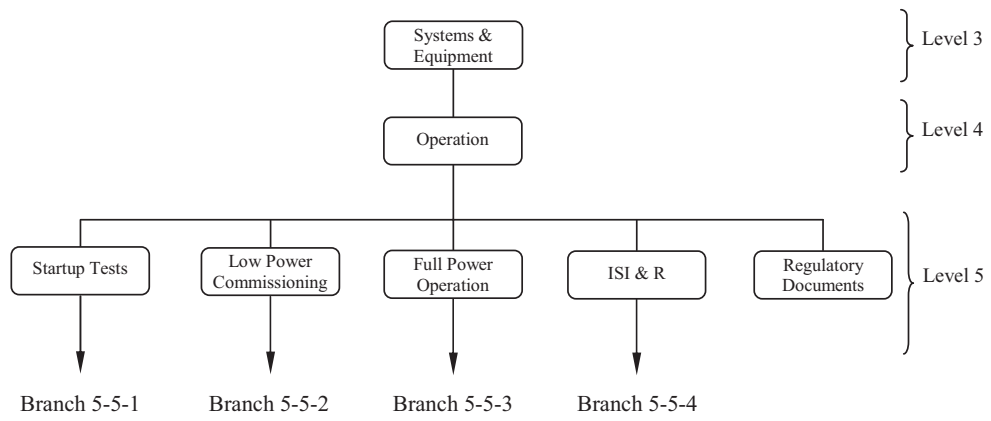 Systems &
Equipment
Level 3
Operation
Level 4
Startup Tests
Low Power
Commissioning
Full Power
Operation
ISI & R
Regulatory
Documents
Level 5
Branch 5-5-1
Branch 5-5-2
Branch 5-5-3
Branch 5-5-4